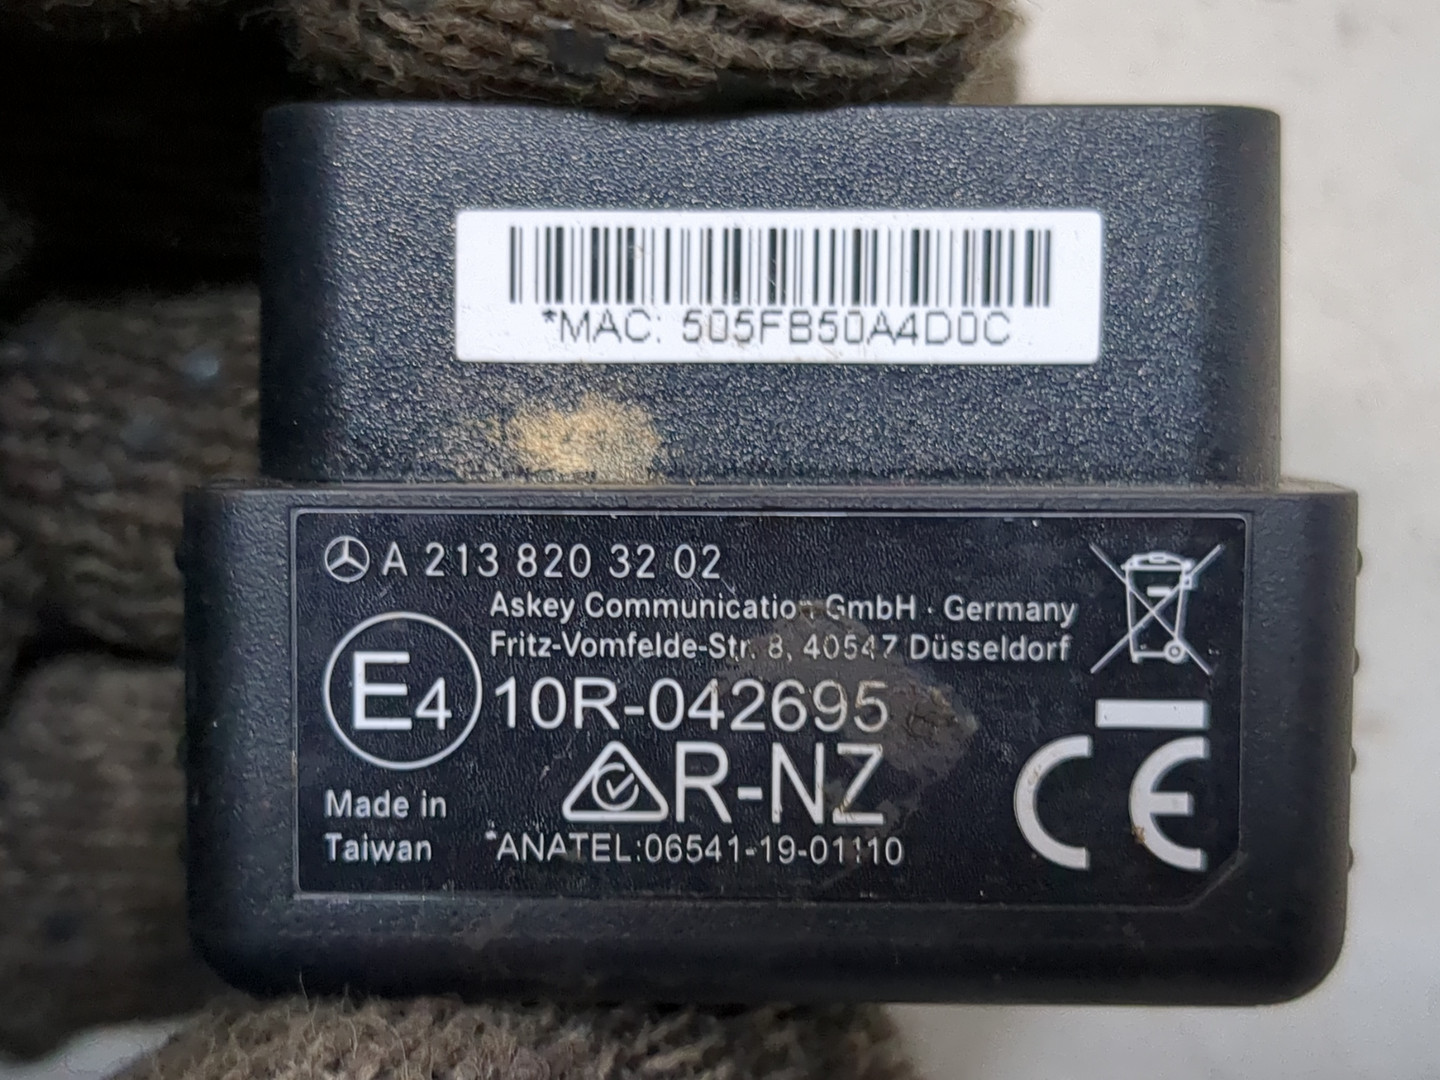 *MAC: 505FB50A4D0C
A 213 820 32 02
Askey Communication GmbH · Germany
Fritz-Vomfelde-Str. 8, 40547 Düsseldorf
E4 10R-042695
R-NZ
Made in
Taiwan
*ANATEL:06541-19-01110
CE